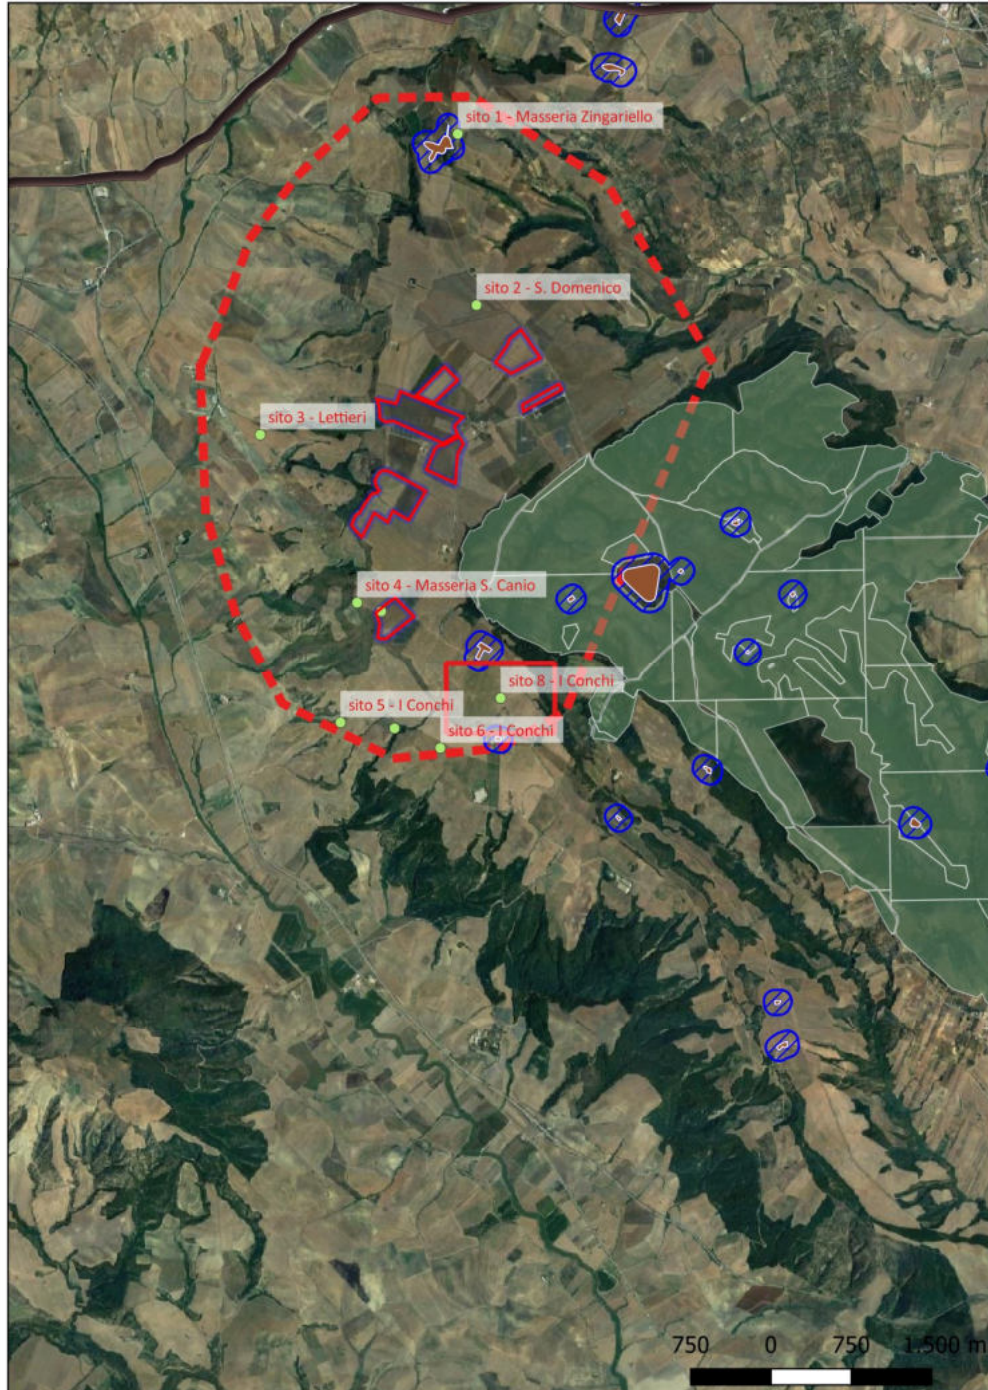 sito 1 - Masseria Zingariello
sito 2 - S. Domenico
sito 3 - Lettieri
sito 4 - Masseria S. Canio
sito 8 - I Conchi
sito 5 - I Conchi
sito 6 - I Conchi
750 0 750 1.500 m